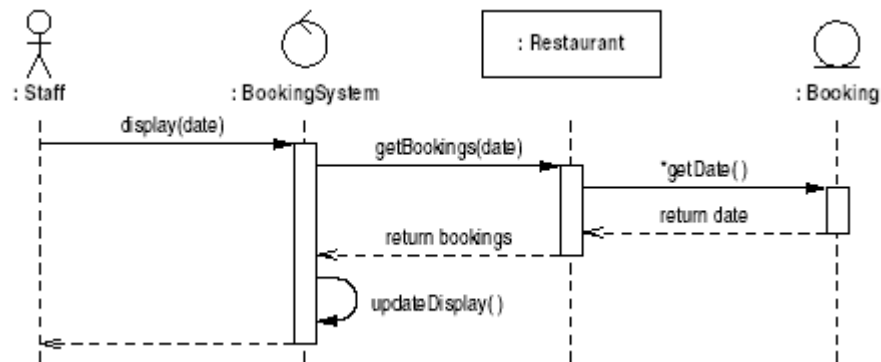 : Restaurant
: Staff
: BookingSystem
: Booking
display(date)
getBookings(date)
*getDate()
return date
return bookings
updateDisplay()